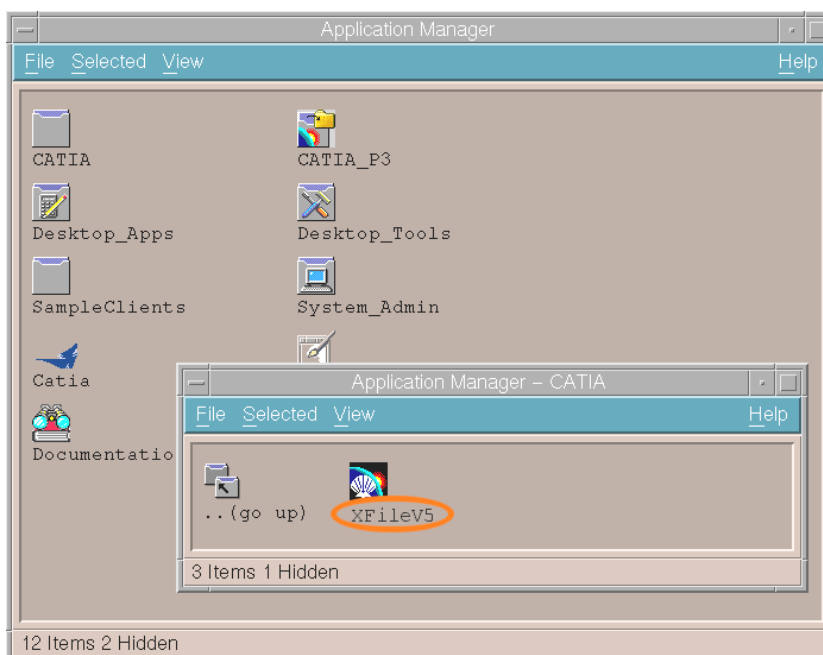 Application Manager
File Selected View Help
CATIA CATIA_P3
Desktop_Apps Desktop_Tools
SampleClients System_Admin
Catia
Documentatio
Application Manager – CATIA
File Selected View Help
..(go up) XFileV5
3 Items 1 Hidden
12 Items 2 Hidden